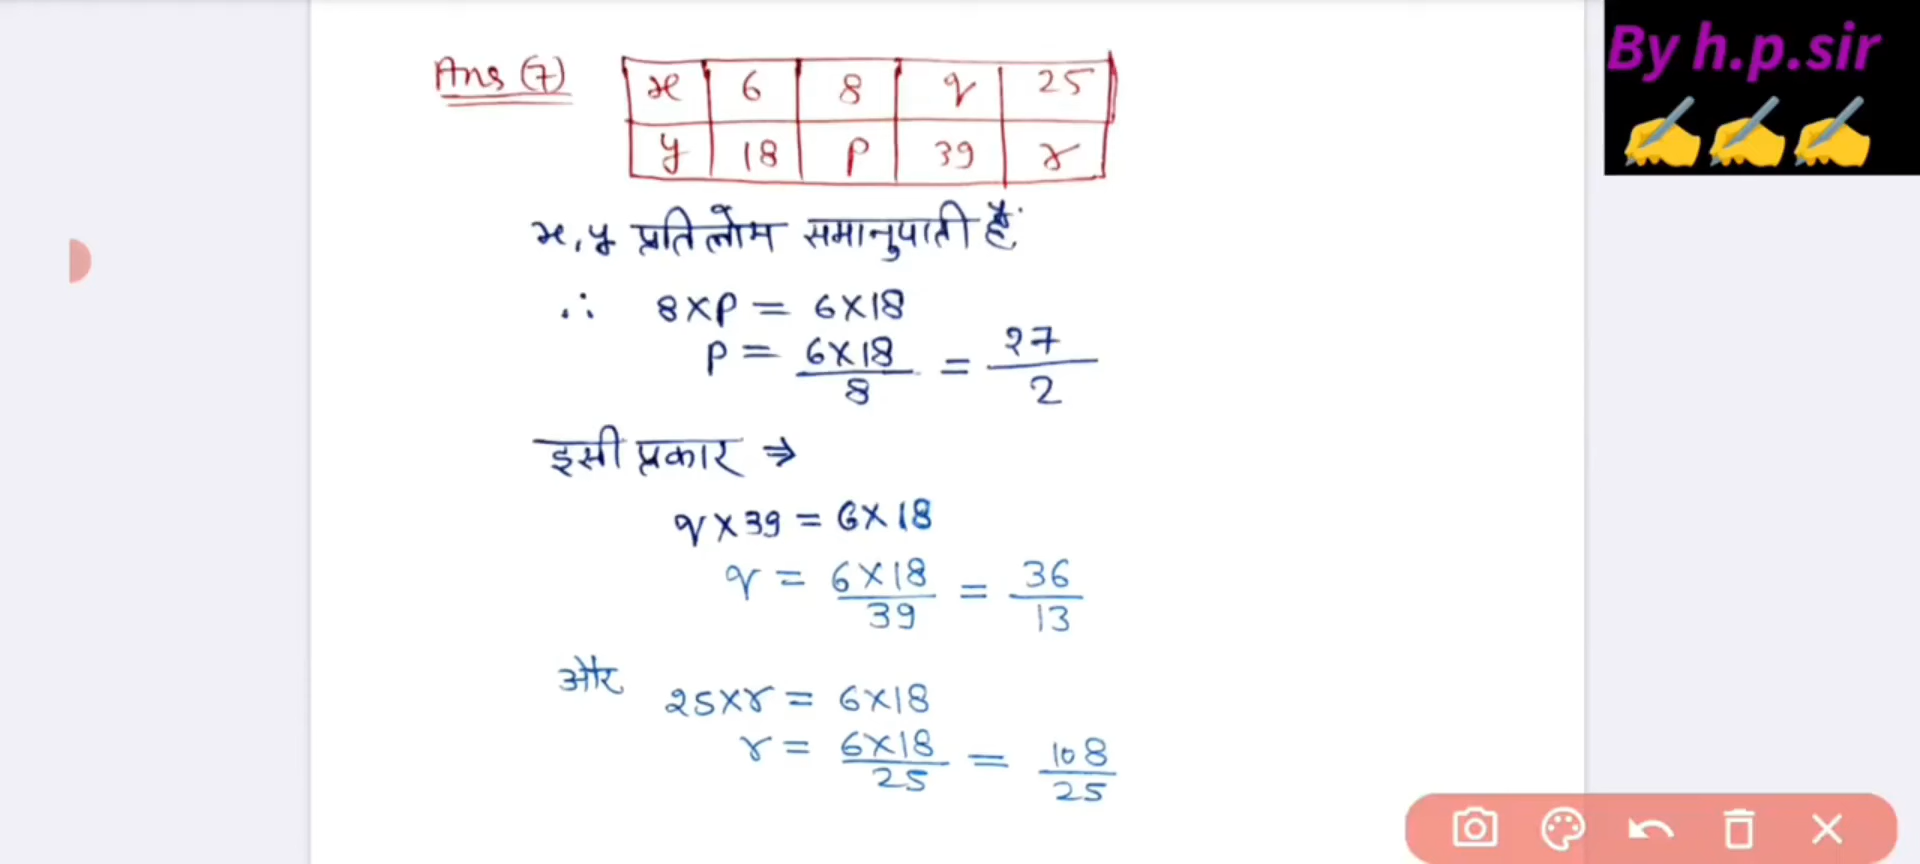 Ans (7)
x 6 8 q 25
y 18 p 39 r
By h.p.sir
x, y प्रतिलोम समानुपाती हैं
∴ 8×p = 6×18
p = 6×18/8 = 27/2
इसी प्रकार ⇒
q×39 = 6×18
q = 6×18/39 = 36/13
और
25×r = 6×18
r = 6×18/25 = 108/25